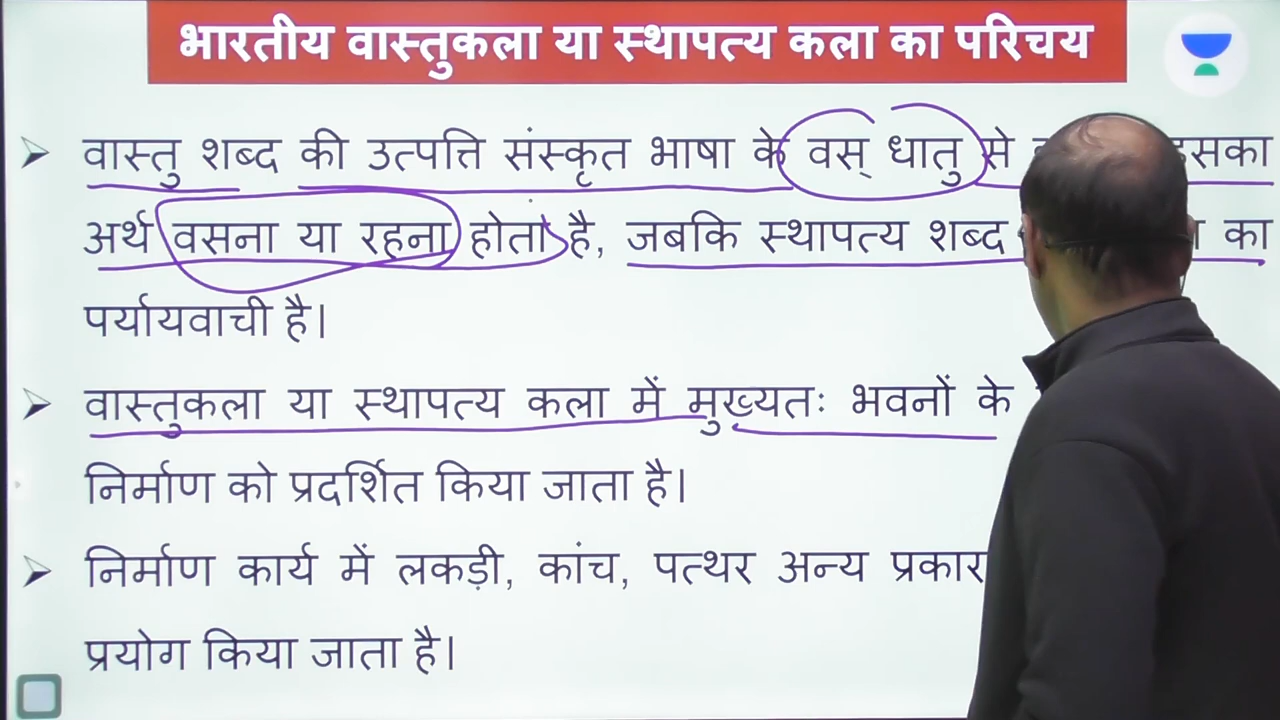 भारतीय वास्तुकला या स्थापत्य कला का परिचय
वास्तु शब्द की उत्पत्ति संस्कृत भाषा के वस् धातु से
अर्थ वसना या रहना होता है, जबकि स्थापत्य शब्द का
पर्यायवाची है।
वास्तुकला या स्थापत्य कला में मुख्यतः भवनों के
निर्माण को प्रदर्शित किया जाता है।
निर्माण कार्य में लकड़ी, कांच, पत्थर अन्य प्रकार
प्रयोग किया जाता है।